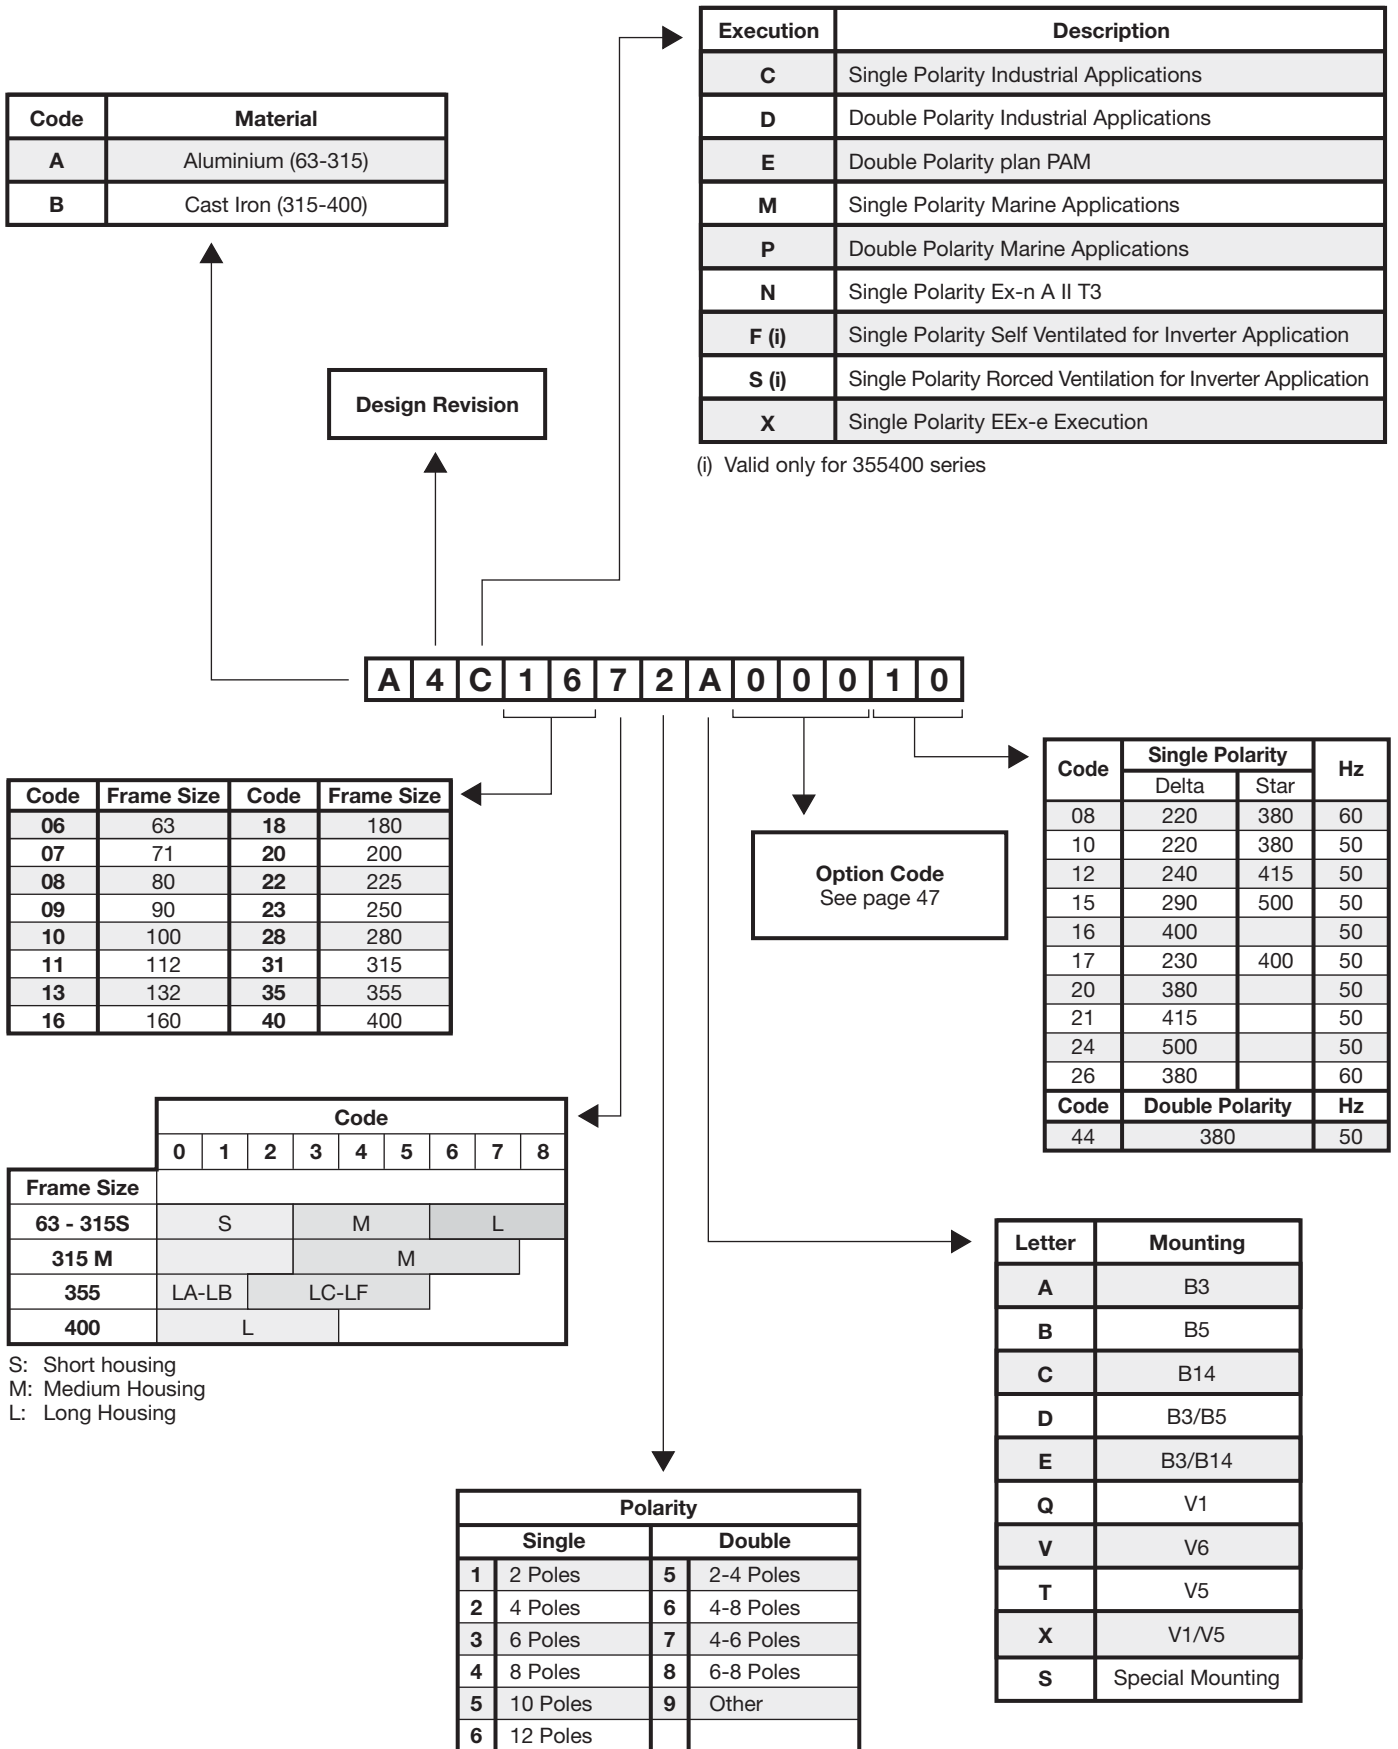 Execution Description
C Single Polarity Industrial Applications
D Double Polarity Industrial Applications
E Double Polarity plan PAM
M Single Polarity Marine Applications
P Double Polarity Marine Applications
N Single Polarity Ex-n A II T3
F (i) Single Polarity Self Ventilated for Inverter Application
S (i) Single Polarity Rorced Ventilation for Inverter Application
X Single Polarity EEx-e Execution
(i) Valid only for 355400 series
Code Material
A Aluminium (63-315)
B Cast Iron (315-400)
Design Revision
A 4 C 1 6 7 2 A 0 0 0 1 0
Code Frame Size Code Frame Size
06 63 18 180
07 71 20 200
08 80 22 225
09 90 23 250
10 100 28 280
11 112 31 315
13 132 35 355
16 160 40 400
Option Code
See page 47
Code Single Polarity Hz
Delta Star
08 220 380 60
10 220 380 50
12 240 415 50
15 290 500 50
16 400 50
17 230 400 50
20 380 50
21 415 50
24 500 50
26 380 60
Code Double Polarity Hz
44 380 50
Code
0 1 2 3 4 5 6 7 8
Frame Size
63 - 315S S M L
315 M M
355 LA-LB LC-LF
400 L
S: Short housing
M: Medium Housing
L: Long Housing
Letter Mounting
A B3
B B5
C B14
D B3/B5
E B3/B14
Q V1
V V6
T V5
X V1/V5
S Special Mounting
Polarity
Single Double
1 2 Poles 5 2-4 Poles
2 4 Poles 6 4-8 Poles
3 6 Poles 7 4-6 Poles
4 8 Poles 8 6-8 Poles
5 10 Poles 9 Other
6 12 Poles